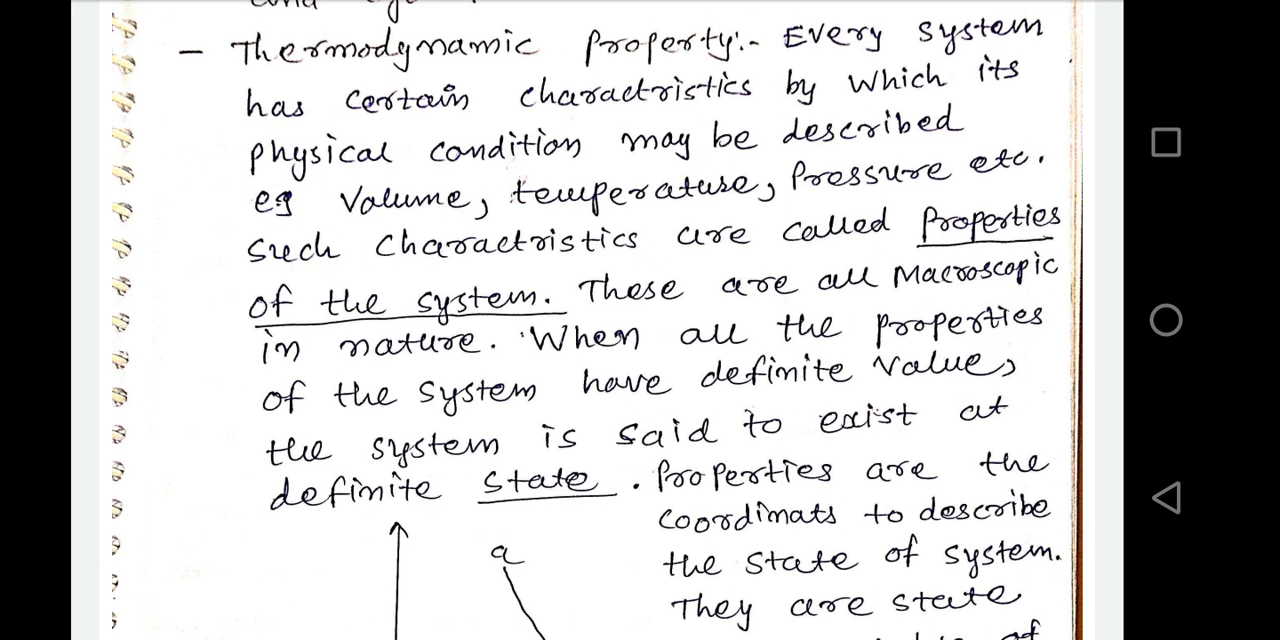 - Thermodynamic Property:- Every system
has certain charactristics by which its
physical condition may be described
eg Volume, temperature, Pressure etc.
such charactristics are called Properties
of the system. These are all Macroscopic
in nature. When all the properties
of the system have definite value,
the system is said to exist at
definite state. Properties are the
coordinats to describe
a
the state of system.
They are state
of